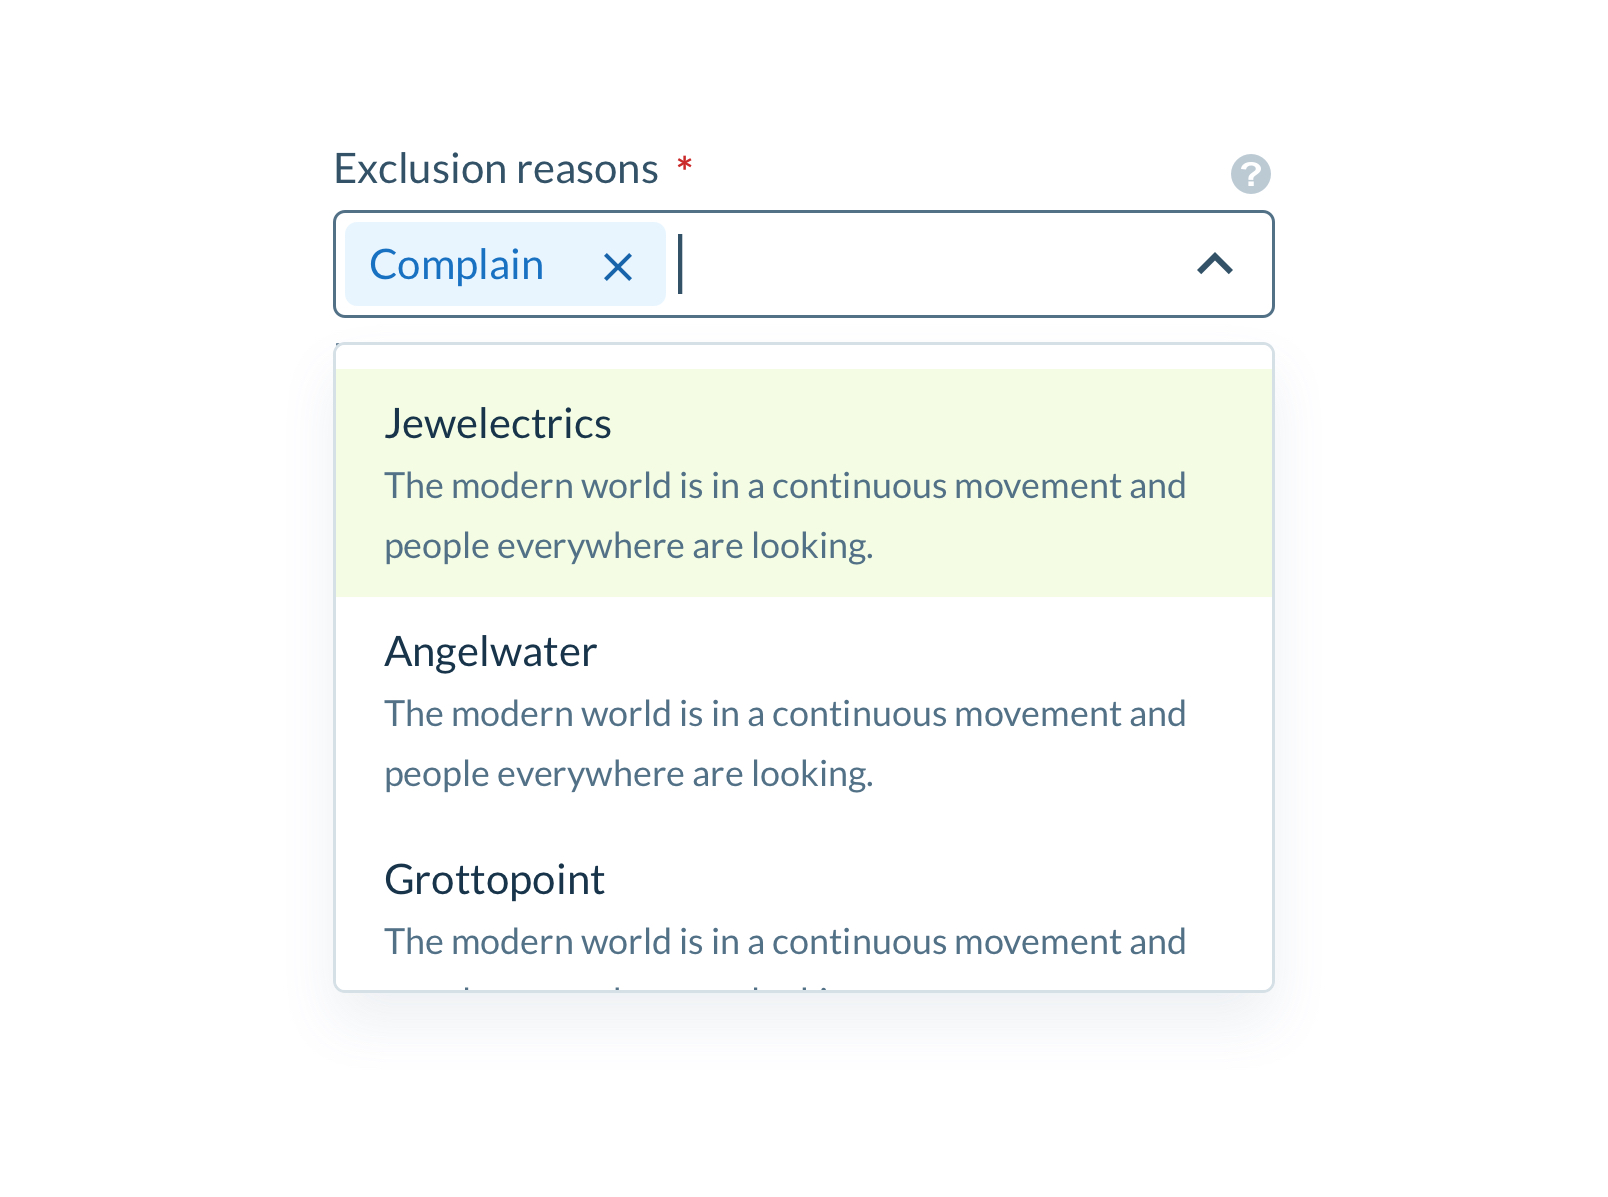 Exclusion reasons *
?
Complain
Jewelectrics
The modern world is in a continuous movement and
people everywhere are looking.
Angelwater
The modern world is in a continuous movement and
people everywhere are looking.
Grottopoint
The modern world is in a continuous movement and